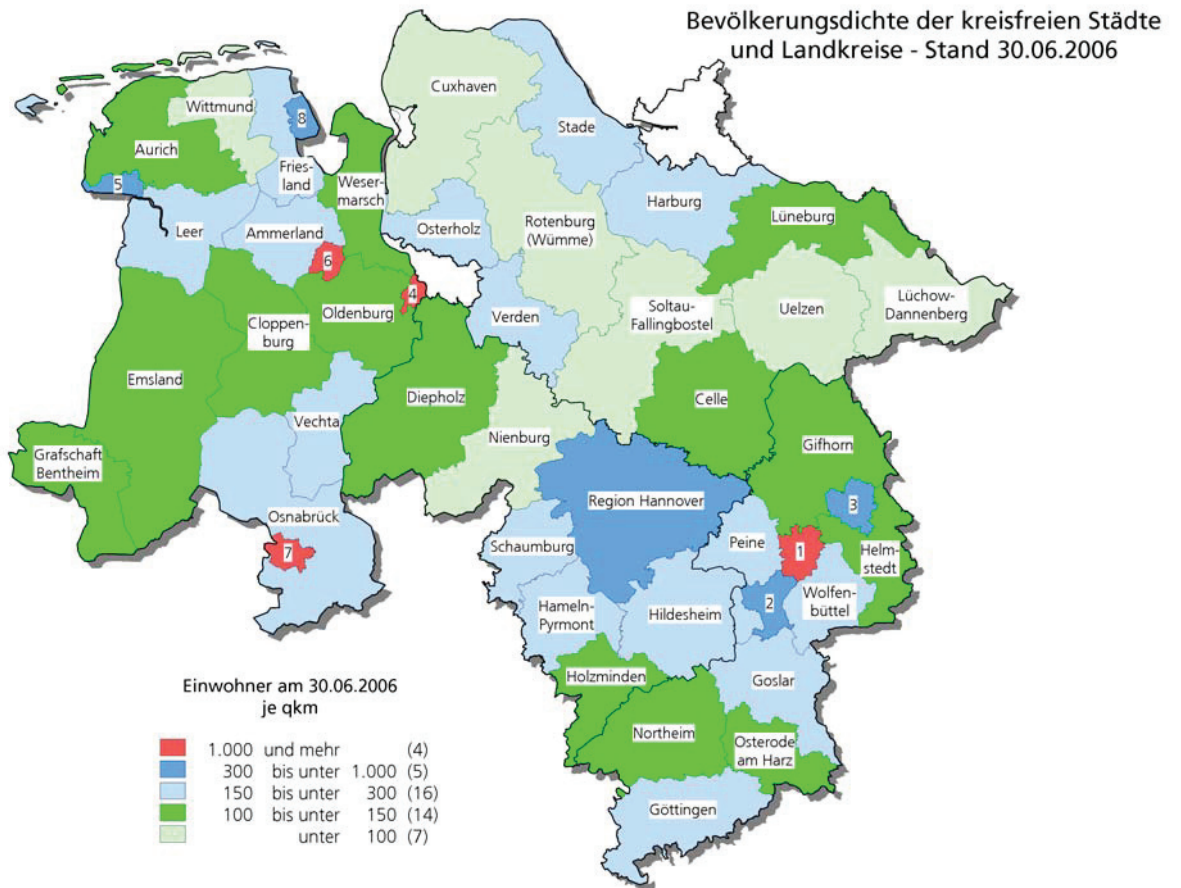 Bevölkerungsdichte der kreisfreien Städte
und Landkreise - Stand 30.06.2006
Cuxhaven
Wittmund
8
Stade
Aurich
Fries-
land
5
Weser-
marsch
Harburg
Lüneburg
Rotenburg
(Wümme)
Osterholz
Leer
Ammerland
6
4
Soltau-
Fallingbostel
Uelzen
Lüchow-
Dannenberg
Oldenburg
Verden
Cloppen-
burg
Emsland
Diepholz
Celle
Vechta
Nienburg
Gifhorn
Grafschaft
Bentheim
Region Hannover
3
Osnabrück
Schaumburg
Peine
1
Helm-
stedt
7
2
Wolfen-
büttel
Hameln-
Pyrmont
Hildesheim
Holzminden
Goslar
Northeim
Osterode
am Harz
Göttingen
Einwohner am 30.06.2006
je qkm
1.000 und mehr (4)
300 bis unter 1.000 (5)
150 bis unter 300 (16)
100 bis unter 150 (14)
unter 100 (7)